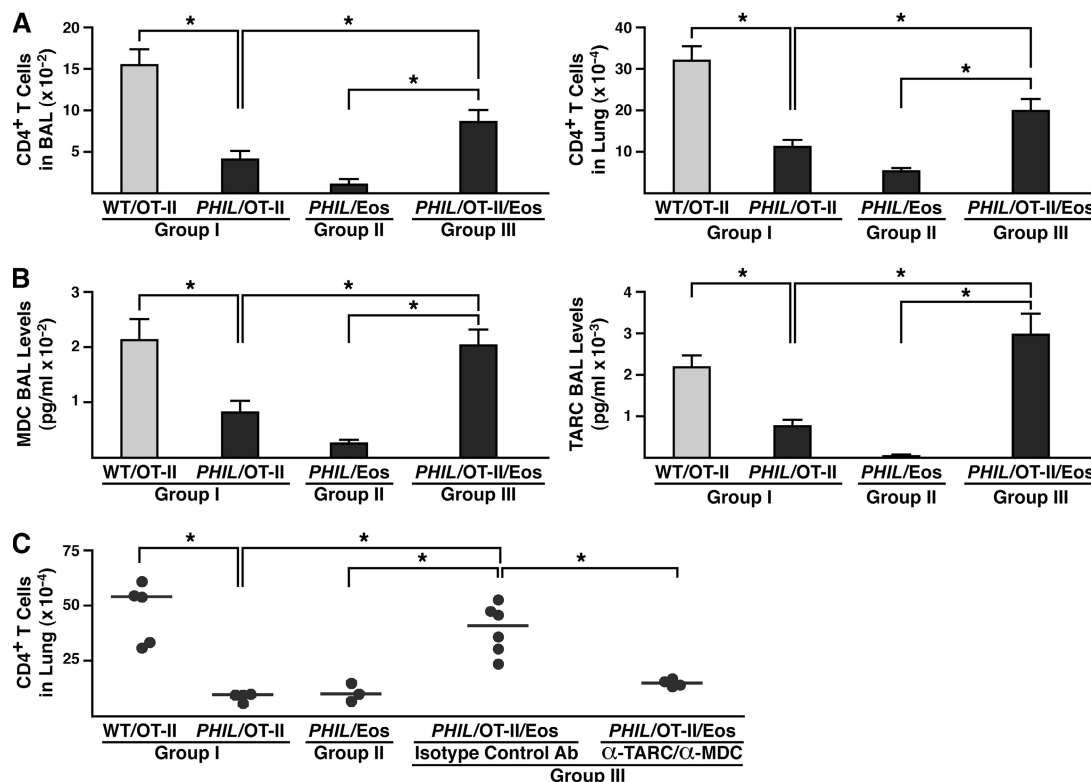 A
CD4+ T Cells
in BAL (x10−2)
20
15
10
5
* * *
WT/OT-II PHIL/OT-II PHIL/Eos PHIL/OT-II/Eos
Group I Group II Group III
CD4+ T Cells
in Lung (x10−4)
40
30
20
10
* * *
WT/OT-II PHIL/OT-II PHIL/Eos PHIL/OT-II/Eos
Group I Group II Group III
B
MDC BAL Levels
(pg/ml x10−2)
3
2
1
* * *
WT/OT-II PHIL/OT-II PHIL/Eos PHIL/OT-II/Eos
Group I Group II Group III
TARC BAL Levels
(pg/ml x10−3)
4
3
2
1
* * *
WT/OT-II PHIL/OT-II PHIL/Eos PHIL/OT-II/Eos
Group I Group II Group III
C
CD4+ T Cells
in Lung (x10−4)
75
50
25
* * * *
WT/OT-II PHIL/OT-II PHIL/Eos PHIL/OT-II/Eos PHIL/OT-II/Eos
Group I Group II Isotype Control Ab α-TARC/α-MDC
Group III